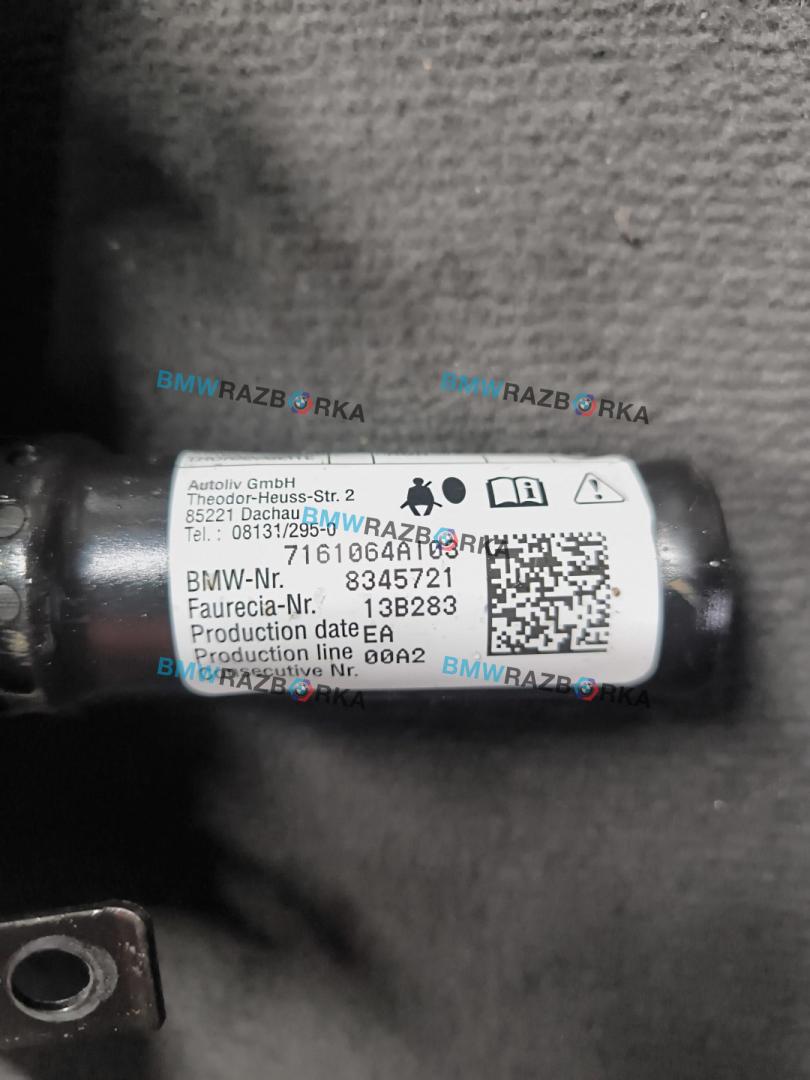 BMWRAZBORKA
BMWRAZBORKA
Autoliv GmbH
Theodor-Heuss-Str. 2
85221 Dachau
Tel. : 08131/295-0
BMWRAZBORKA
7161064AT03
BMW-Nr. 8345721
Faurecia-Nr. 13B283
Production date EA
Production line 00A2
Consecutive Nr.
BMWRAZBORKA
BMWRAZBORKA